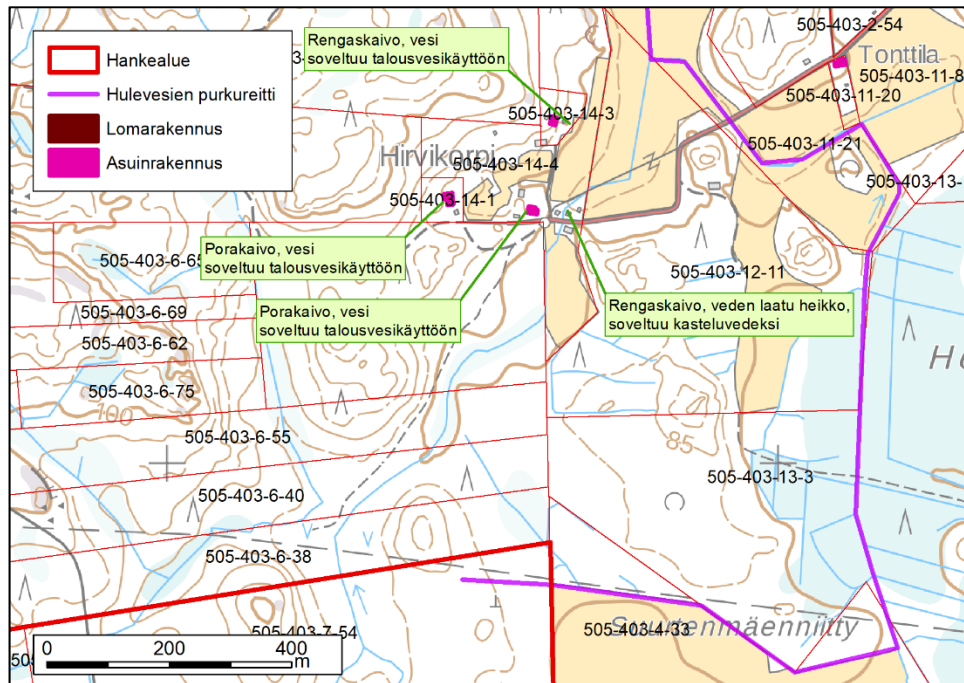 Hankealue
Hulevesien purkureitti
Lomarakennus
Asuinrakennus
Rengaskaivo, vesi
soveltuu talousvesikäyttöön
505-403-2-54
Tonttila
505-403-11-8
505-403-11-20
505-403-14-3
505-403-11-21
Hirvikorpi
505-403-14-4
505-403-13-
505-403-14-1
Porakaivo, vesi
soveltuu talousvesikäyttöön
505-403-6-65
505-403-12-11
Porakaivo, vesi
soveltuu talousvesikäyttöön
Rengaskaivo, veden laatu heikko,
soveltuu kasteluvedeksi
505-403-6-69
505-403-6-62
505-403-6-75
100
505-403-6-55
85
505-403-13-3
505-403-6-40
505-403-6-38
505-403-7-54
505-403-4-33
0 200 400
m